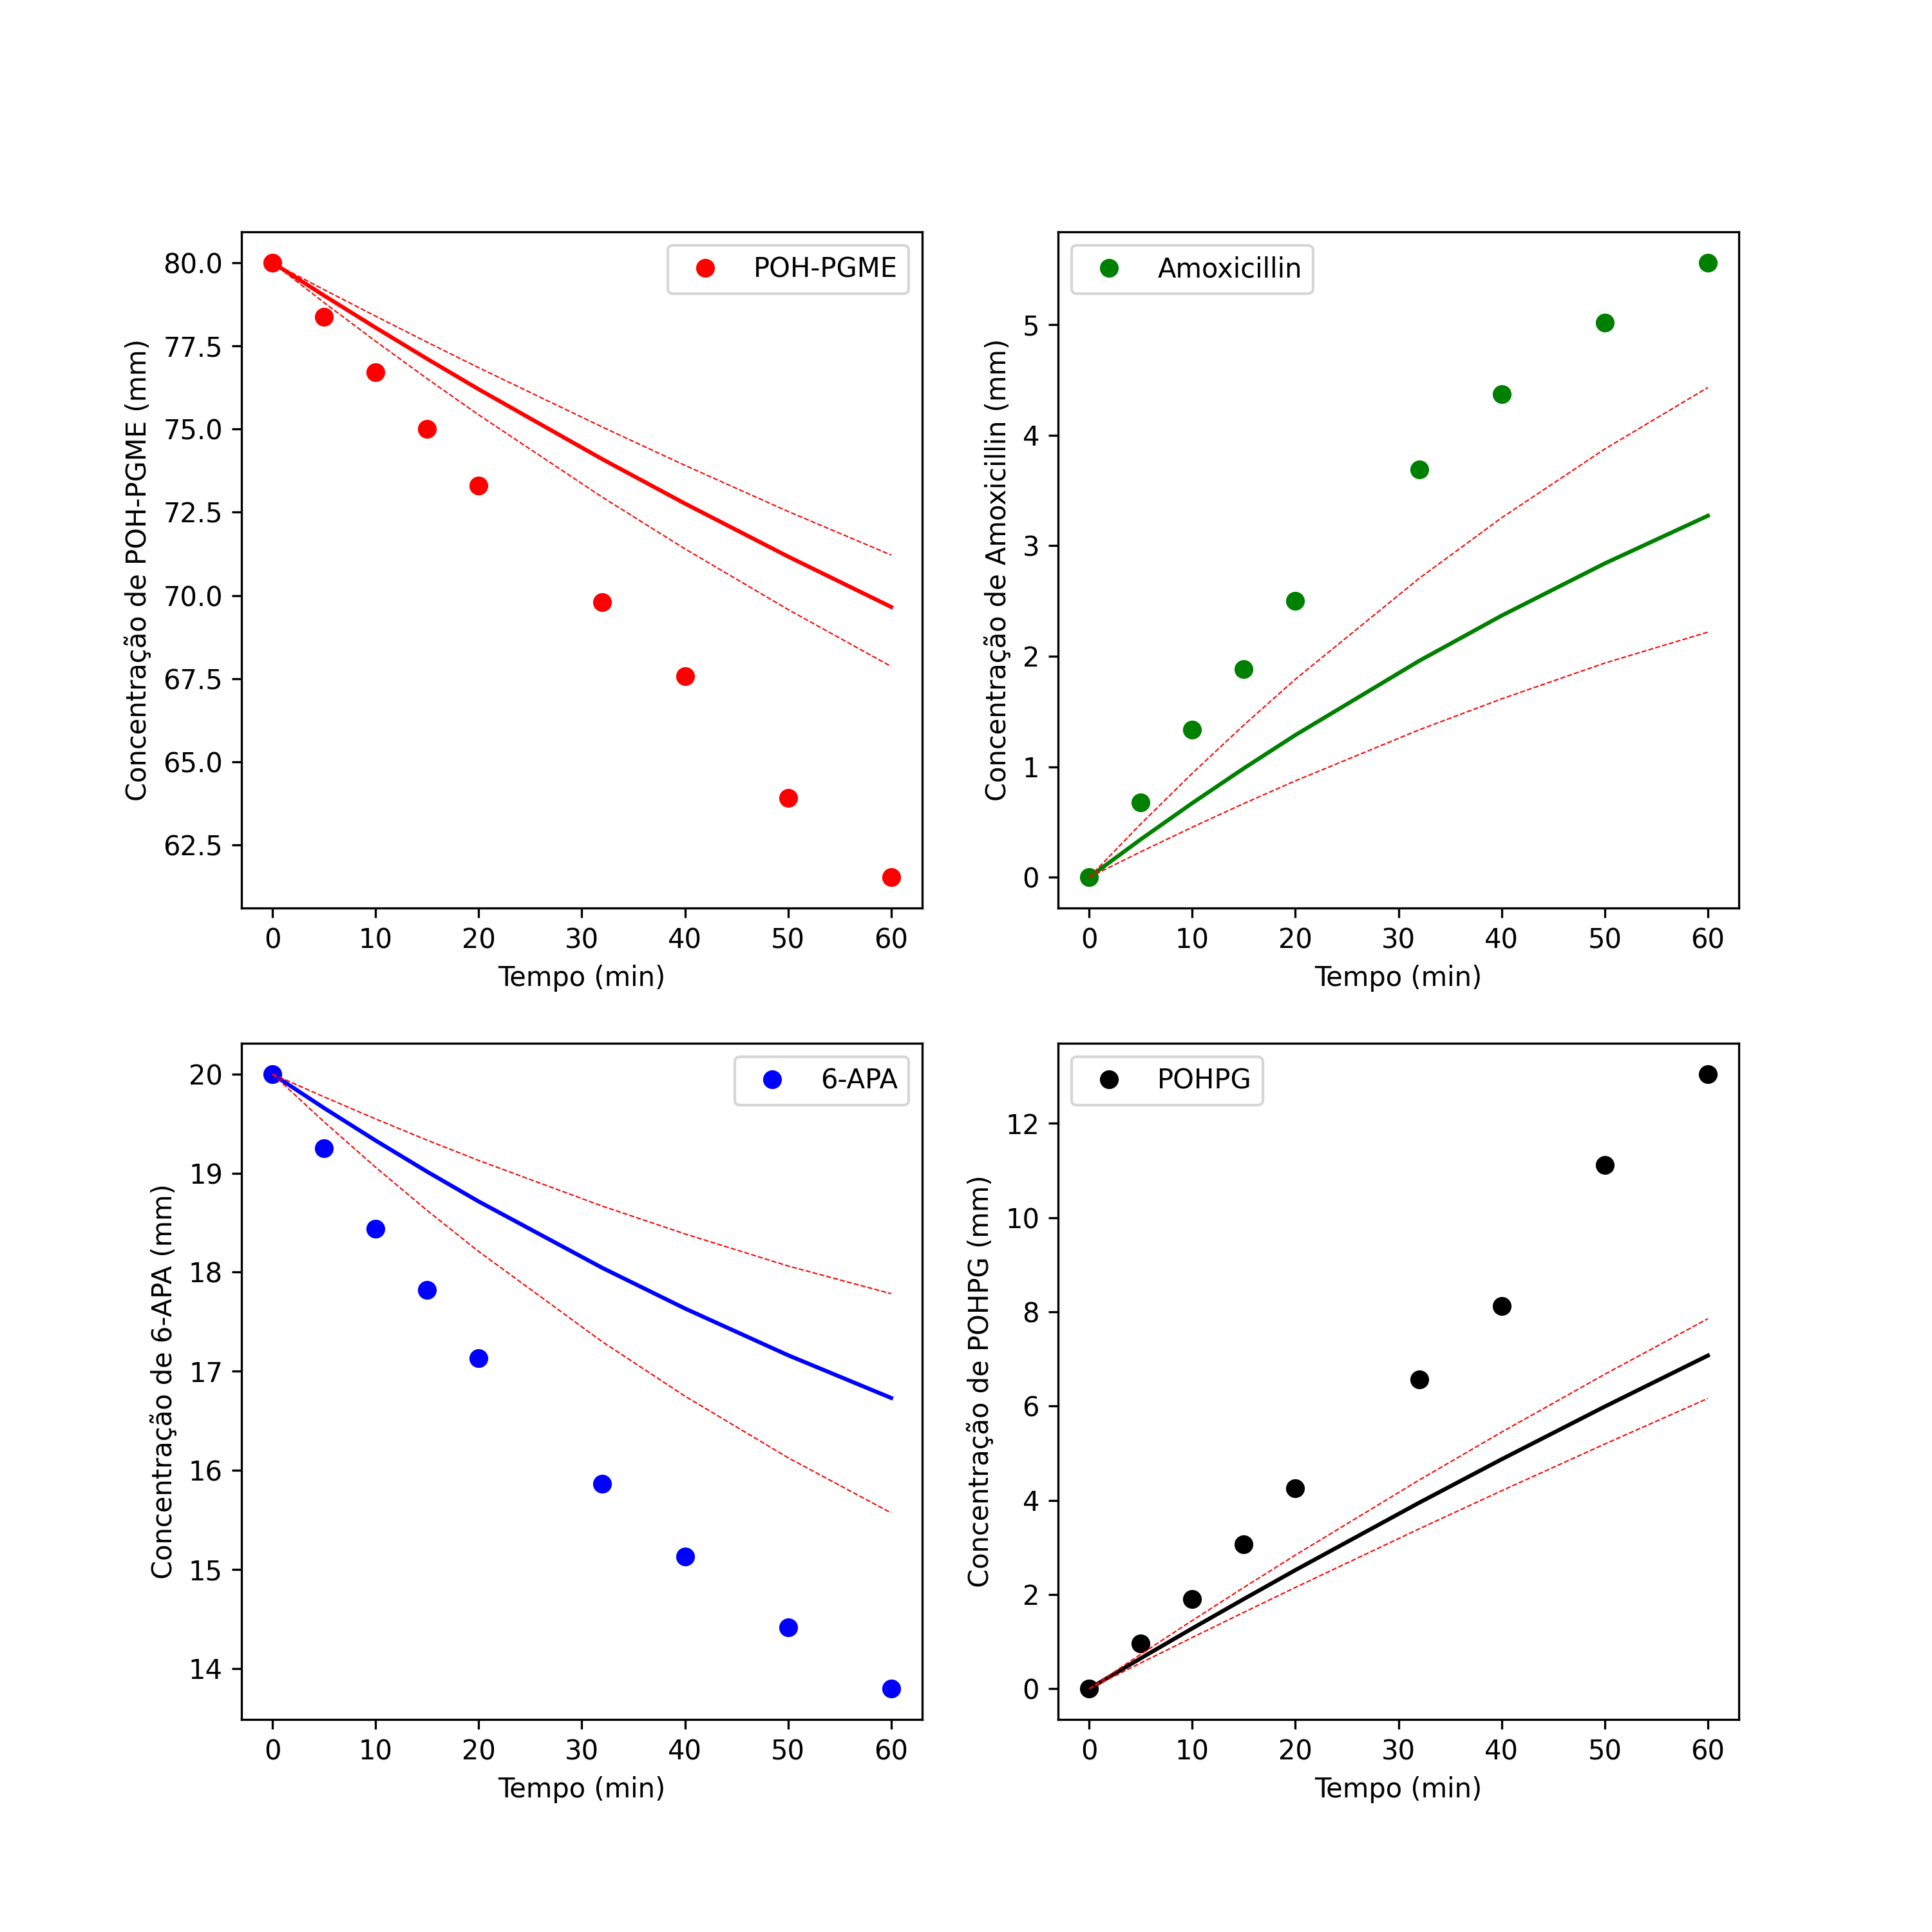 POH-PGME
Concentração de POH-PGME (mm)
80.0
77.5
75.0
72.5
70.0
67.5
65.0
62.5
0 10 20 30 40 50 60
Tempo (min)
Amoxicillin
Concentração de Amoxicillin (mm)
5
4
3
2
1
0
0 10 20 30 40 50 60
Tempo (min)
6-APA
Concentração de 6-APA (mm)
20
19
18
17
16
15
14
0 10 20 30 40 50 60
Tempo (min)
POHPG
Concentração de POHPG (mm)
12
10
8
6
4
2
0
0 10 20 30 40 50 60
Tempo (min)